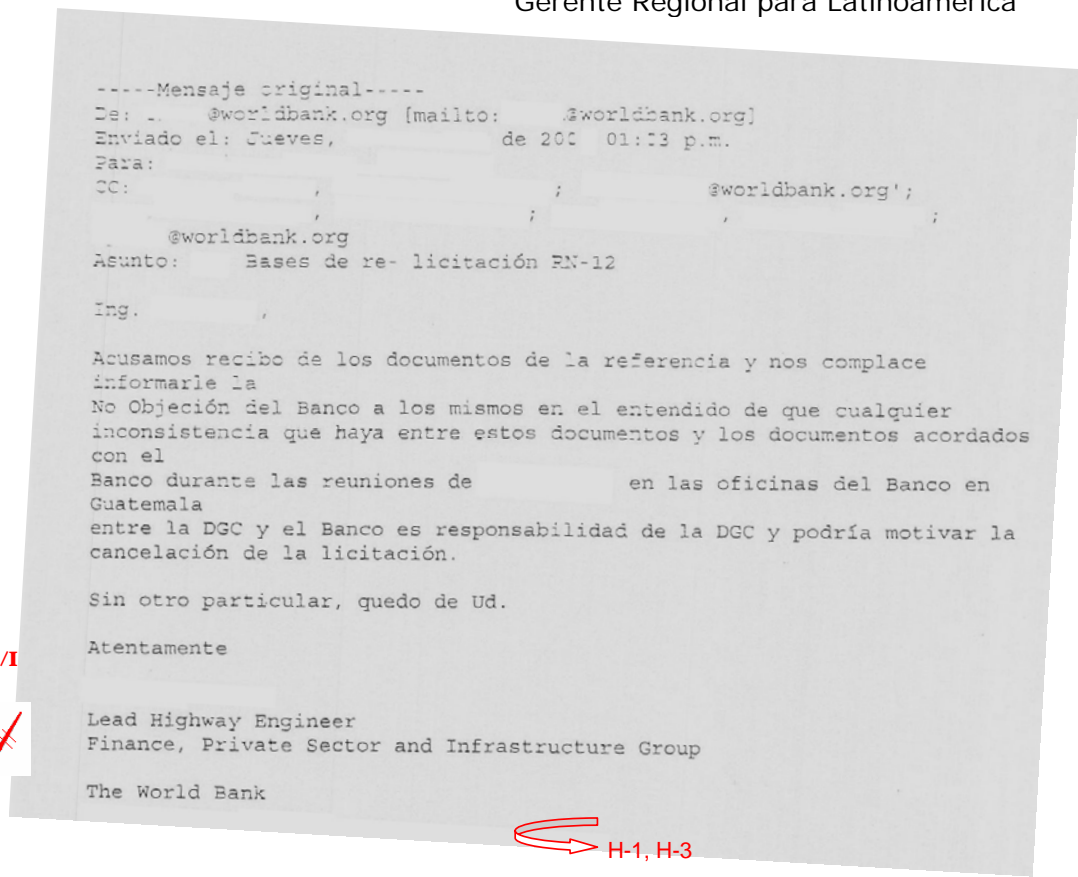 Gerente Regional para Latinoamérica
-----Mensaje original-----
De: @worldbank.org [mailto: @worldbank.org]
Enviado el: Jueves, de 200 01:03 p.m.
Para:
CC: , ; @worldbank.org';
, ; , ;
@worldbank.org
Asunto: Bases de re- licitación RN-12
Ing. ,
Acusamos recibo de los documentos de la referencia y nos complace
informarle la
No Objeción del Banco a los mismos en el entendido de que cualquier
inconsistencia que haya entre estos documentos y los documentos acordados
con el
Banco durante las reuniones de en las oficinas del Banco en
Guatemala
entre la DGC y el Banco es responsabilidad de la DGC y podría motivar la
cancelación de la licitación.
Sin otro particular, quedo de Ud.
Atentamente
/I
Lead Highway Engineer
Finance, Private Sector and Infrastructure Group
The World Bank
H-1, H-3